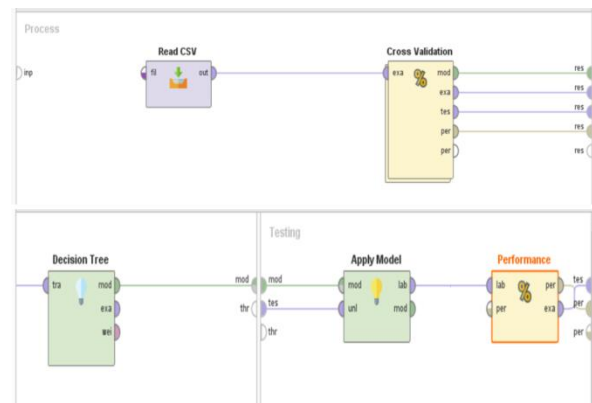 Process
Read CSV
Cross Validation
inp
fil out
exa mod
exa
tes
per
per
res
res
res
res
res
Testing
Decision Tree
Apply Model
Performance
tra mod
exa
wei
mod
thr
mod
tes
thr
mod lab
unl mod
lab per
per exa
tes
per
per